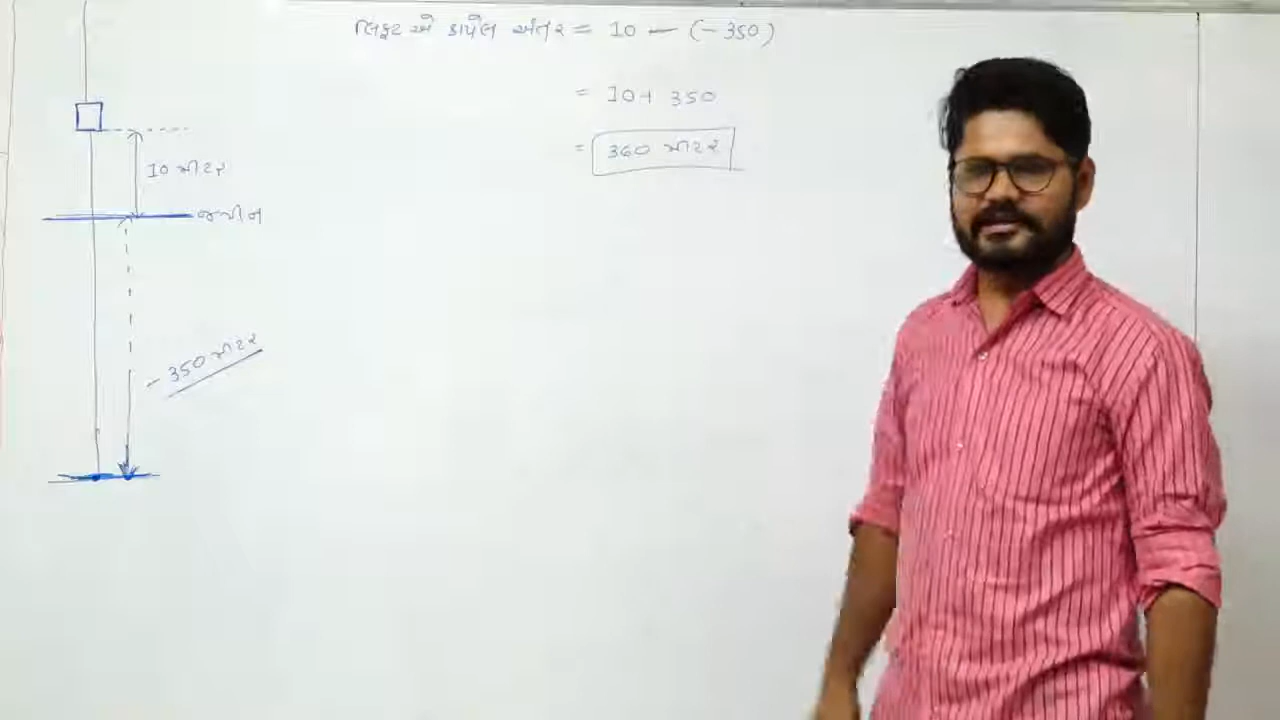 લિફ્ટ એ કાપેલ અંતર = 10 - (-350)
= 10 + 350
= 360 મીટર
10 મીટર
જમીન
- 350 મીટર